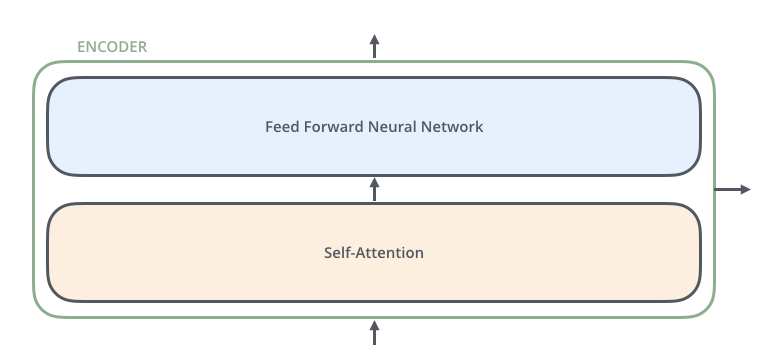 ENCODER
Feed Forward Neural Network
Self-Attention